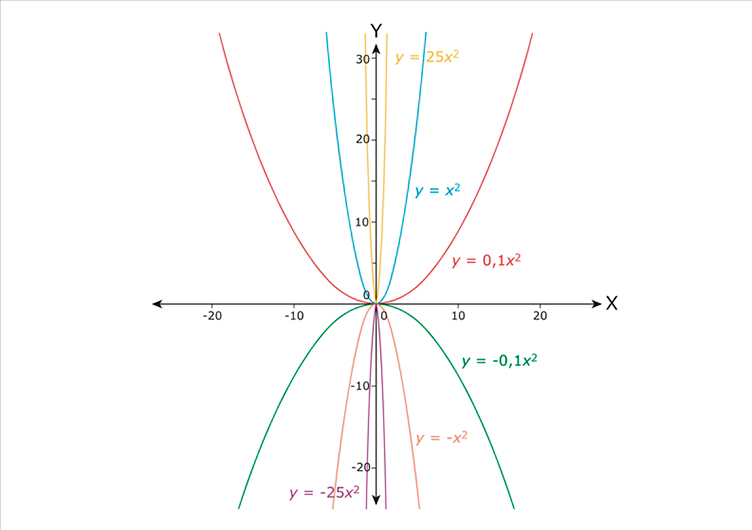 Y
30
y = 25x²
20
y = x²
10
y = 0,1x²
0
X
-20
-10
0
10
20
y = -0,1x²
-10
y = -x²
-20
y = -25x²